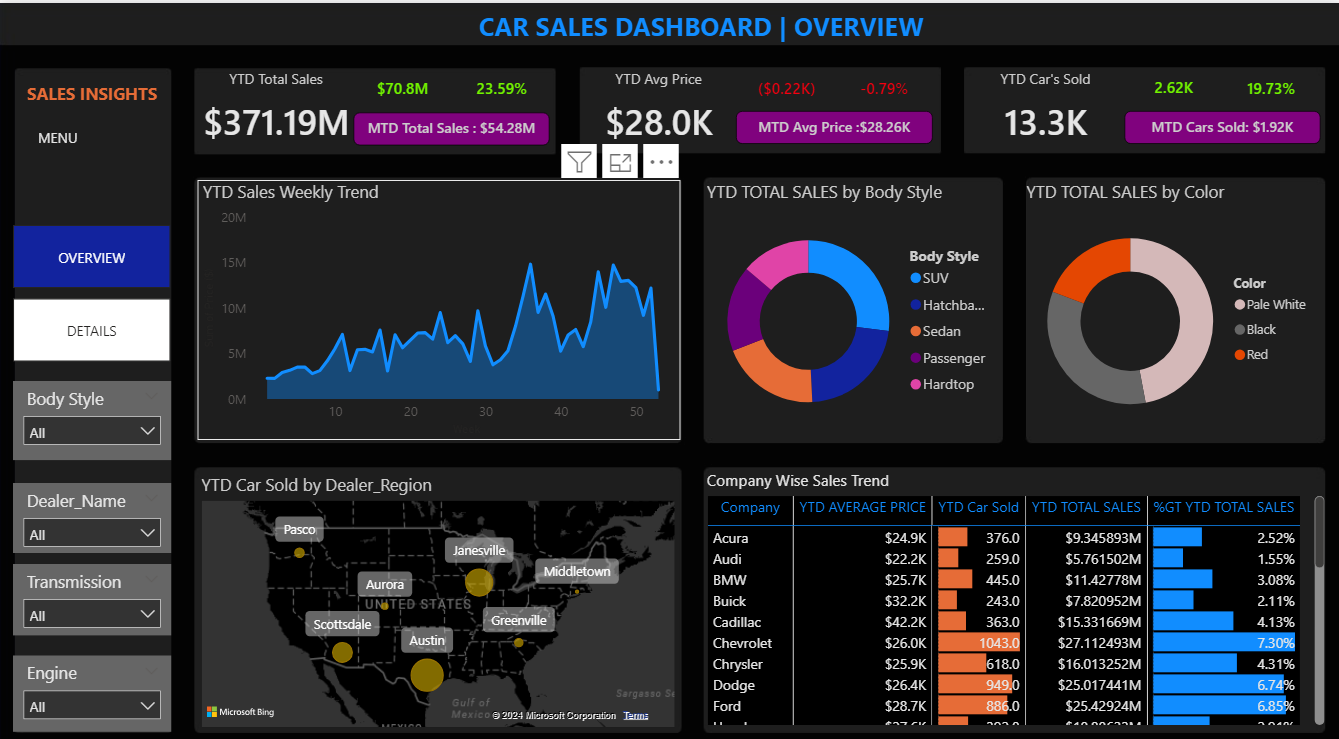 CAR SALES DASHBOARD | OVERVIEW
SALES INSIGHTS
MENU
OVERVIEW
DETAILS
Body Style
All
Dealer_Name
All
Transmission
All
Engine
All
YTD Total Sales
$70.8M 23.59%
$371.19M
MTD Total Sales : $54.28M
YTD Avg Price
($0.22K) -0.79%
$28.0K
MTD Avg Price :$28.26K
YTD Car's Sold
2.62K 19.73%
13.3K
MTD Cars Sold: $1.92K
YTD Sales Weekly Trend
20M
15M
10M
5M
0M
10 20 30 40 50
YTD TOTAL SALES by Body Style
Body Style
SUV
Hatchba...
Sedan
Passenger
Hardtop
YTD TOTAL SALES by Color
Color
Pale White
Black
Red
YTD Car Sold by Dealer_Region
Pasco
Janesville
Middletown
Aurora
UNITED STATES
Scottsdale
Greenville
Austin
Sargasso Se
Gulf of
Mexico
MEXICO
Microsoft Bing
© 2024 Microsoft Corporation Terms
Company Wise Sales Trend
Company YTD AVERAGE PRICE YTD Car Sold YTD TOTAL SALES %GT YTD TOTAL SALES
Acura $24.9K 376.0 $9.345893M 2.52%
Audi $22.2K 259.0 $5.761502M 1.55%
BMW $25.7K 445.0 $11.42778M 3.08%
Buick $32.2K 243.0 $7.820952M 2.11%
Cadillac $42.2K 363.0 $15.331669M 4.13%
Chevrolet $26.0K 1043.0 $27.112493M 7.30%
Chrysler $25.9K 618.0 $16.013252M 4.31%
Dodge $26.4K 949.0 $25.017441M 6.74%
Ford $28.7K 886.0 $25.42924M 6.85%